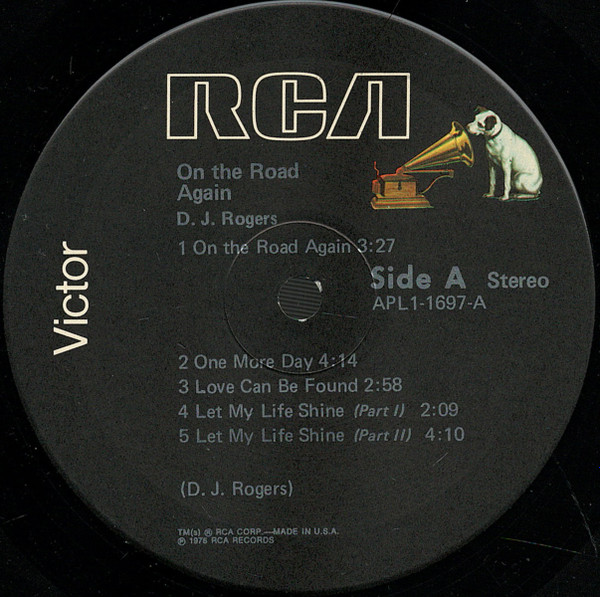 RCA
On the Road
Again
D. J. Rogers
1 On the Road Again 3:27
Side A Stereo
APL1-1697-A
Victor
2 One More Day 4:14
3 Love Can Be Found 2:58
4 Let My Life Shine (Part I) 2:09
5 Let My Life Shine (Part II) 4:10
(D. J. Rogers)
TM(s) ® RCA CORP.—MADE IN U.S.A.
℗ 1976 RCA RECORDS